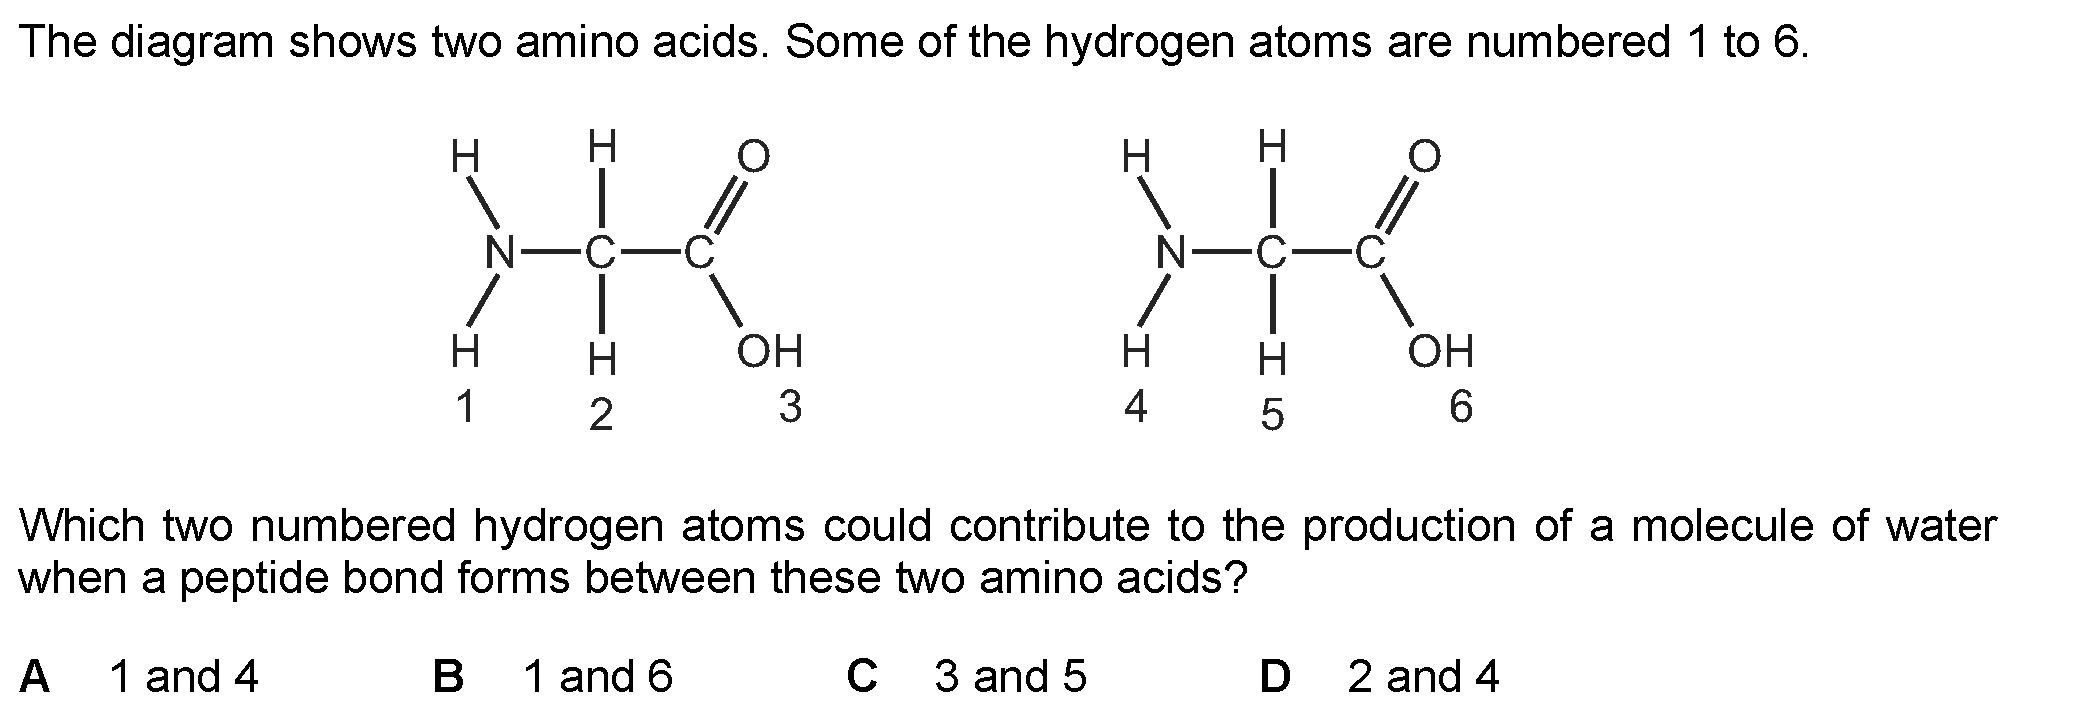 The diagram shows two amino acids. Some of the hydrogen atoms are numbered 1 to 6.
H H O H H O
N C C N C C
H H OH H H OH
1 2 3 4 5 6
Which two numbered hydrogen atoms could contribute to the production of a molecule of water
when a peptide bond forms between these two amino acids?
A 1 and 4 B 1 and 6 C 3 and 5 D 2 and 4